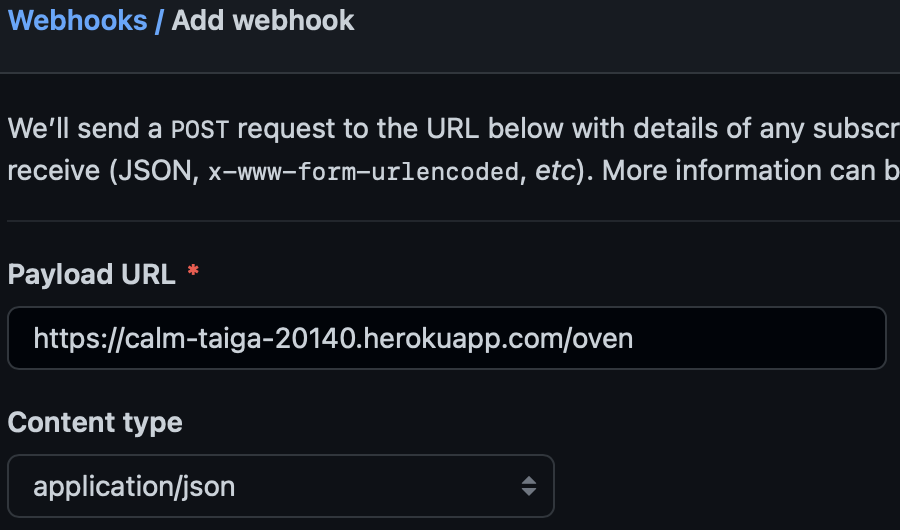 Webhooks / Add webhook
We’ll send a POST request to the URL below with details of any subscr
receive (JSON, x-www-form-urlencoded, etc). More information can b
Payload URL *
https://calm-taiga-20140.herokuapp.com/oven
Content type
application/json